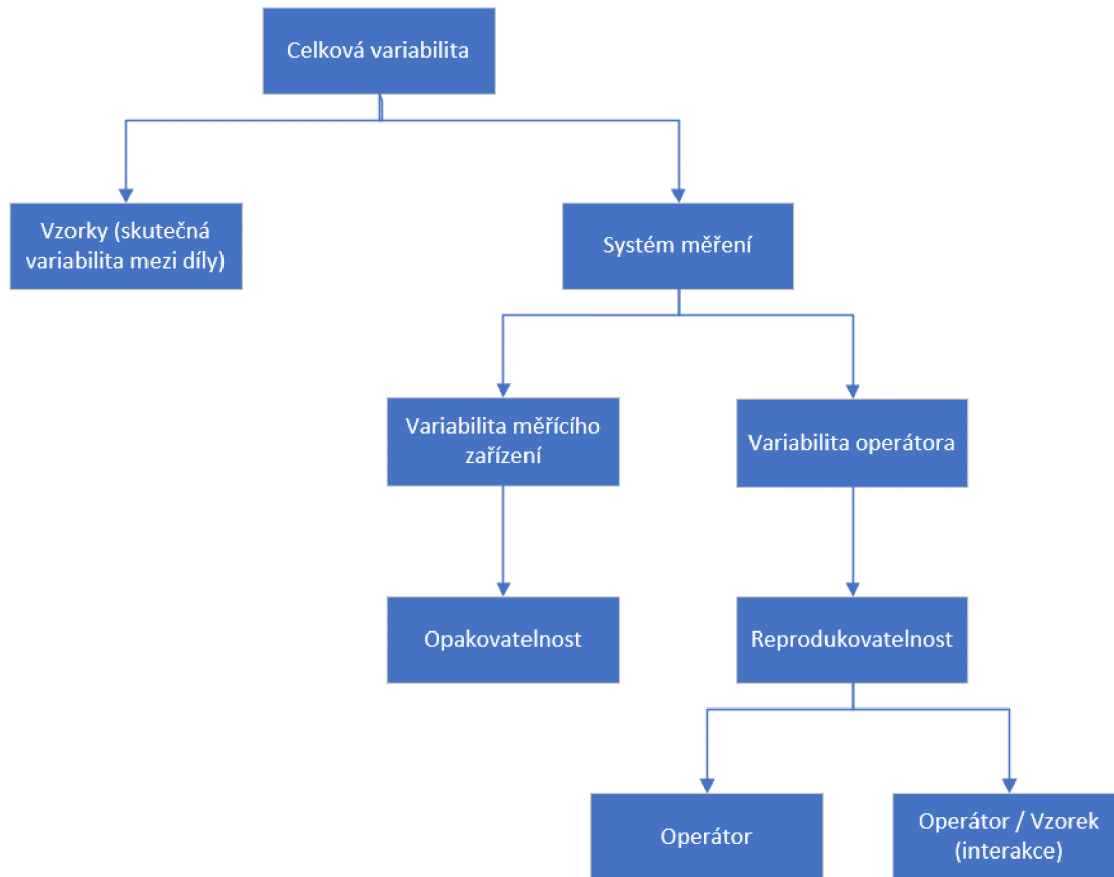 Celková variabilita
Vzorky (skutečná
variabilita mezi díly)
Systém měření
Variabilita měřícího
zařízení
Variabilita operátora
Opakovatelnost
Reprodukovatelnost
Operátor
Operátor / Vzorek
(interakce)